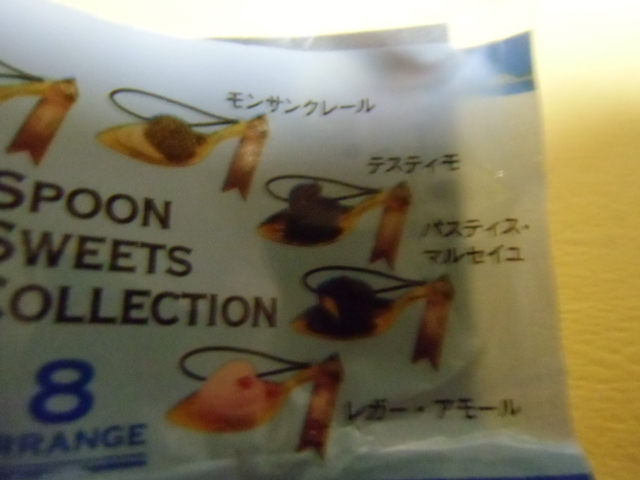 モンサンクレール
テスティモ
パスティス・
マルセイユ
SPOON
SWEETS
COLLECTION
8
RRANGE
レガー・アモール